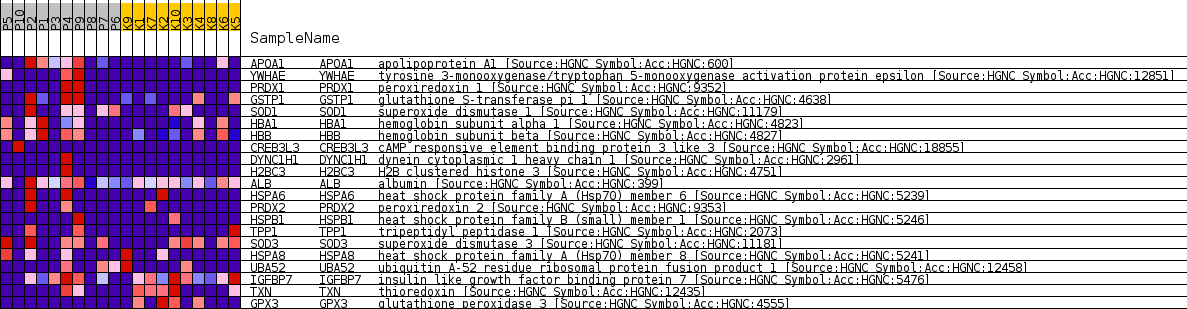 P5 P10 P2 P1 P3 P4 P9 P8 P7 P6 K9 K1 K7 K2 K10 K3 K4 K8 K6 K5
SampleName
APOA1 APOA1 apolipoprotein A1 [Source:HGNC Symbol;Acc:HGNC:600]
YWHAE YWHAE tyrosine 3-monooxygenase/tryptophan 5-monooxygenase activation protein epsilon [Source:HGNC Symbol;Acc:HGNC:12851]
PRDX1 PRDX1 peroxiredoxin 1 [Source:HGNC Symbol;Acc:HGNC:9352]
GSTP1 GSTP1 glutathione S-transferase pi 1 [Source:HGNC Symbol;Acc:HGNC:4638]
SOD1 SOD1 superoxide dismutase 1 [Source:HGNC Symbol;Acc:HGNC:11179]
HBA1 HBA1 hemoglobin subunit alpha 1 [Source:HGNC Symbol;Acc:HGNC:4823]
HBB HBB hemoglobin subunit beta [Source:HGNC Symbol;Acc:HGNC:4827]
CREB3L3 CREB3L3 cAMP responsive element binding protein 3 like 3 [Source:HGNC Symbol;Acc:HGNC:18855]
DYNC1H1 DYNC1H1 dynein cytoplasmic 1 heavy chain 1 [Source:HGNC Symbol;Acc:HGNC:2961]
H2BC3 H2BC3 H2B clustered histone 3 [Source:HGNC Symbol;Acc:HGNC:4751]
ALB ALB albumin [Source:HGNC Symbol;Acc:HGNC:399]
HSPA6 HSPA6 heat shock protein family A (Hsp70) member 6 [Source:HGNC Symbol;Acc:HGNC:5239]
PRDX2 PRDX2 peroxiredoxin 2 [Source:HGNC Symbol;Acc:HGNC:9353]
HSPB1 HSPB1 heat shock protein family B (small) member 1 [Source:HGNC Symbol;Acc:HGNC:5246]
TPP1 TPP1 tripeptidyl peptidase 1 [Source:HGNC Symbol;Acc:HGNC:2073]
SOD3 SOD3 superoxide dismutase 3 [Source:HGNC Symbol;Acc:HGNC:11181]
HSPA8 HSPA8 heat shock protein family A (Hsp70) member 8 [Source:HGNC Symbol;Acc:HGNC:5241]
UBA52 UBA52 ubiquitin A-52 residue ribosomal protein fusion product 1 [Source:HGNC Symbol;Acc:HGNC:12458]
IGFBP7 IGFBP7 insulin like growth factor binding protein 7 [Source:HGNC Symbol;Acc:HGNC:5476]
TXN TXN thioredoxin [Source:HGNC Symbol;Acc:HGNC:12435]
GPX3 GPX3 glutathione peroxidase 3 [Source:HGNC Symbol;Acc:HGNC:4555]